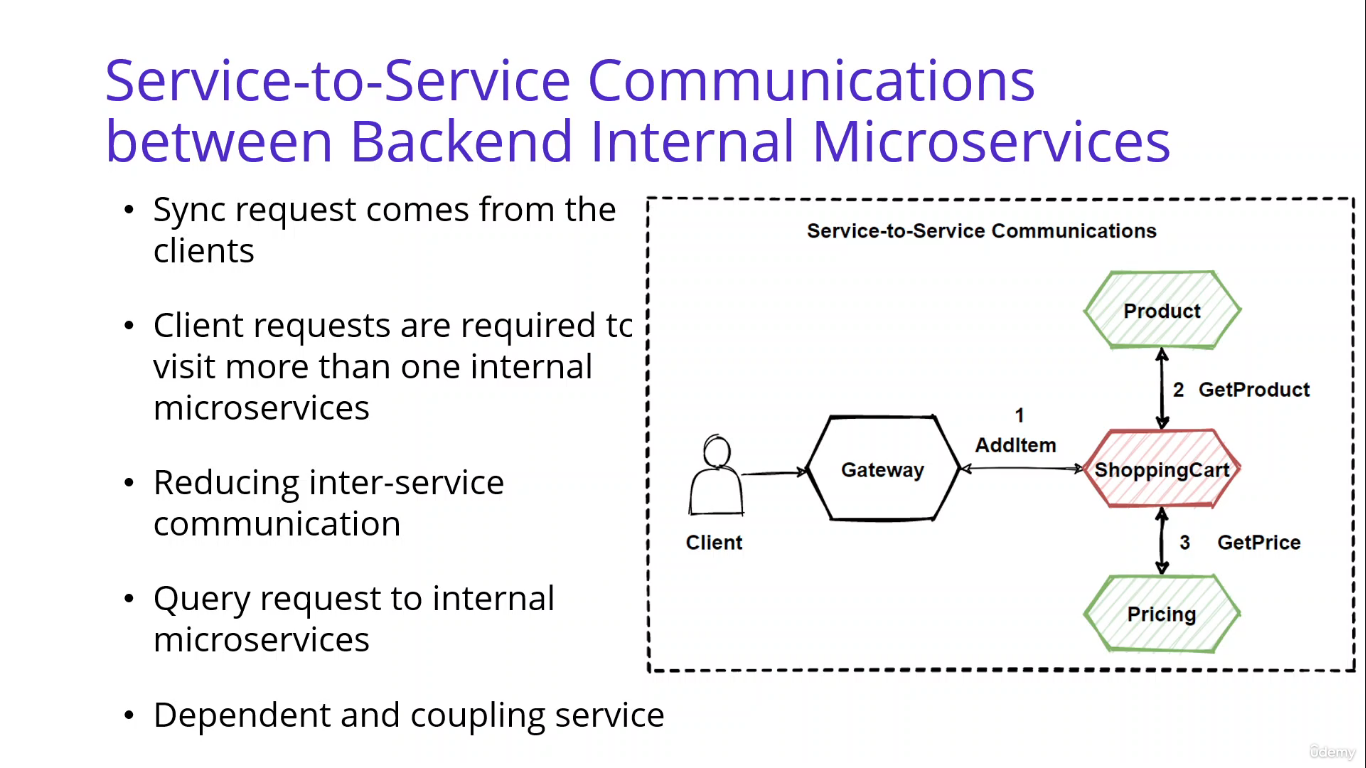 Service-to-Service Communications
between Backend Internal Microservices
• Sync request comes from the
clients
• Client requests are required to
visit more than one internal
microservices
• Reducing inter-service
communication
• Query request to internal
microservices
• Dependent and coupling service
Service-to-Service Communications
Product
2 GetProduct
1
AddItem
Gateway
ShoppingCart
Client
3 GetPrice
Pricing
ûdemy